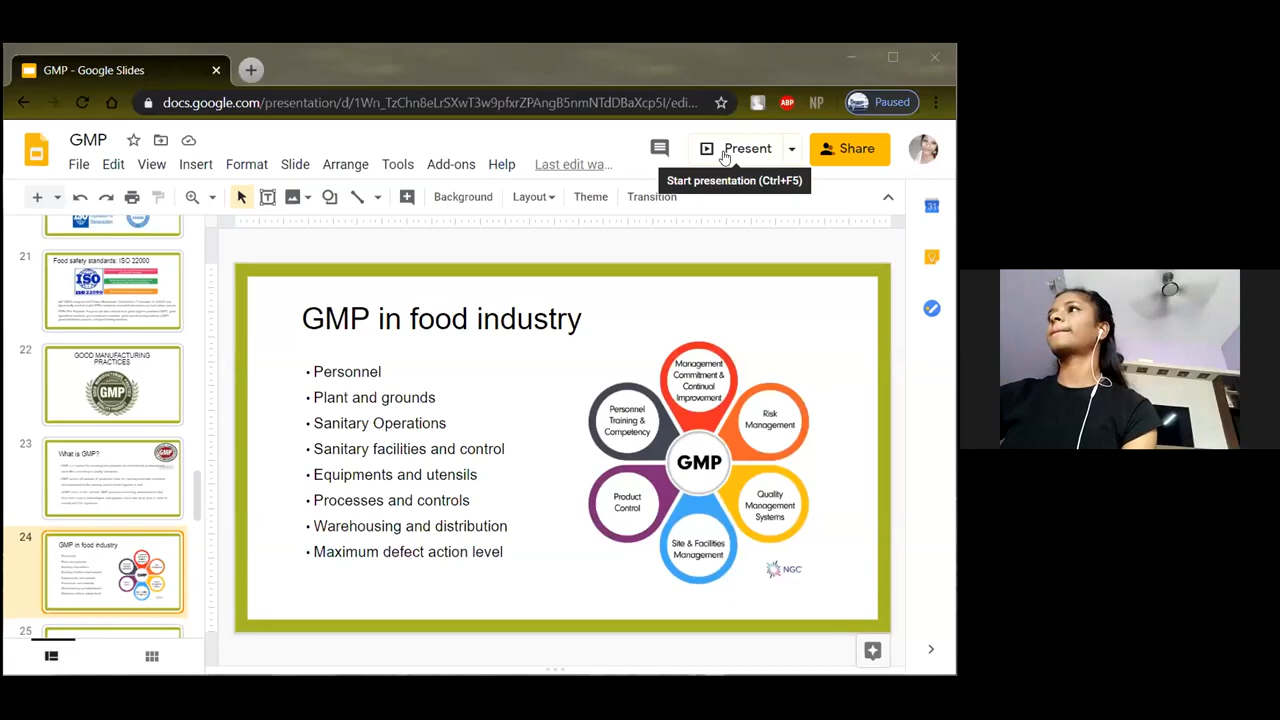 GMP - Google Slides
docs.google.com/presentation/d/1Wn_TzChn8eLrSXwT3w9pfxrZPAngB5nmNTdDBaXcp5I/edi...
ABP
NP
Paused
GMP
File Edit View Insert Format Slide Arrange Tools Add-ons Help Last edit wa...
Present
Share
Start presentation (Ctrl+F5)
Background Layout Theme Transition
31
21
Food safety standards: ISO 22000
ISO
22
GOOD MANUFACTURING
PRACTICES
GMP
23
What is GMP?
24
GMP in food industry
25
GMP in food industry
• Personnel
• Plant and grounds
• Sanitary Operations
• Sanitary facilities and control
• Equipments and utensils
• Processes and controls
• Warehousing and distribution
• Maximum defect action level
Management
Commitment &
Continual
Improvement
Risk
Management
Quality
Management
Systems
Site & Facilities
Management
Product
Control
Personnel
Training &
Competency
GMP
NGC